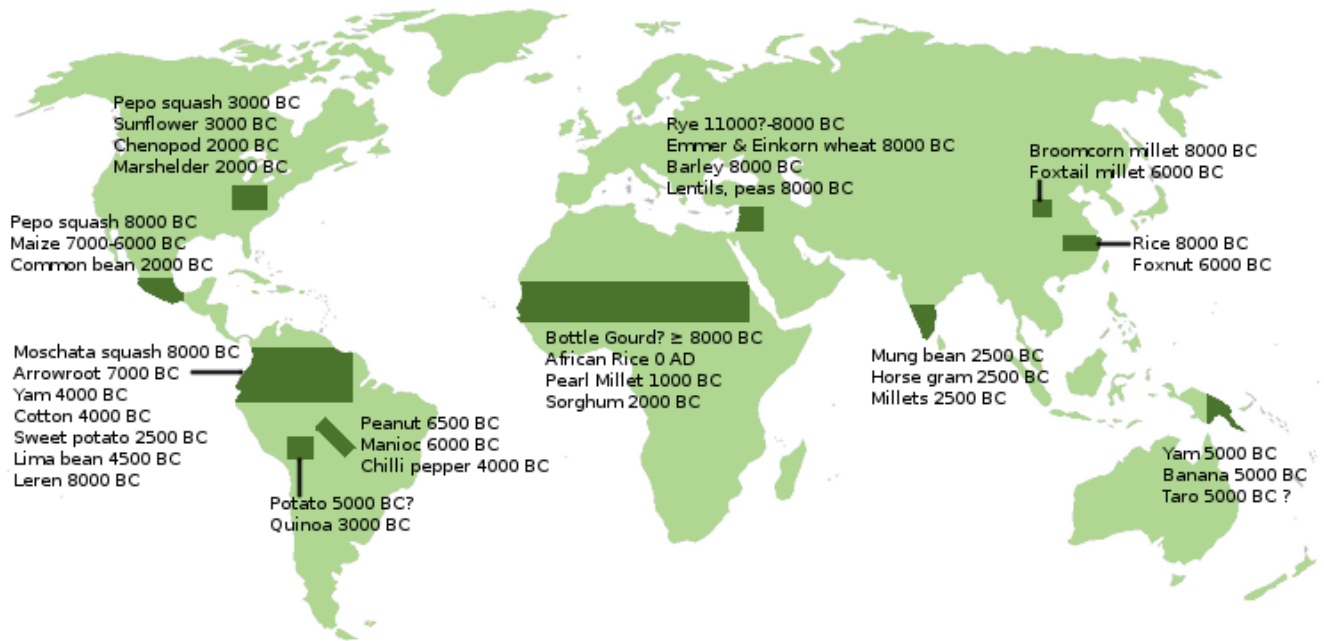 Pepo squash 3000 BC
Sunflower 3000 BC
Chenopod 2000 BC
Marshelder 2000 BC
Pepo squash 8000 BC
Maize 7000-6000 BC
Common bean 2000 BC
Moschata squash 8000 BC
Arrowroot 7000 BC
Yam 4000 BC
Cotton 4000 BC
Sweet potato 2500 BC
Lima bean 4500 BC
Leren 8000 BC
Peanut 6500 BC
Manioc 6000 BC
Chilli pepper 4000 BC
Potato 5000 BC?
Quinoa 3000 BC
Rye 11000?-8000 BC
Emmer & Einkorn wheat 8000 BC
Barley 8000 BC
Lentils, peas 8000 BC
Bottle Gourd? ≥ 8000 BC
African Rice 0 AD
Pearl Millet 1000 BC
Sorghum 2000 BC
Mung bean 2500 BC
Horse gram 2500 BC
Millets 2500 BC
Broomcorn millet 8000 BC
Foxtail millet 6000 BC
Rice 8000 BC
Foxnut 6000 BC
Yam 5000 BC
Banana 5000 BC
Taro 5000 BC ?